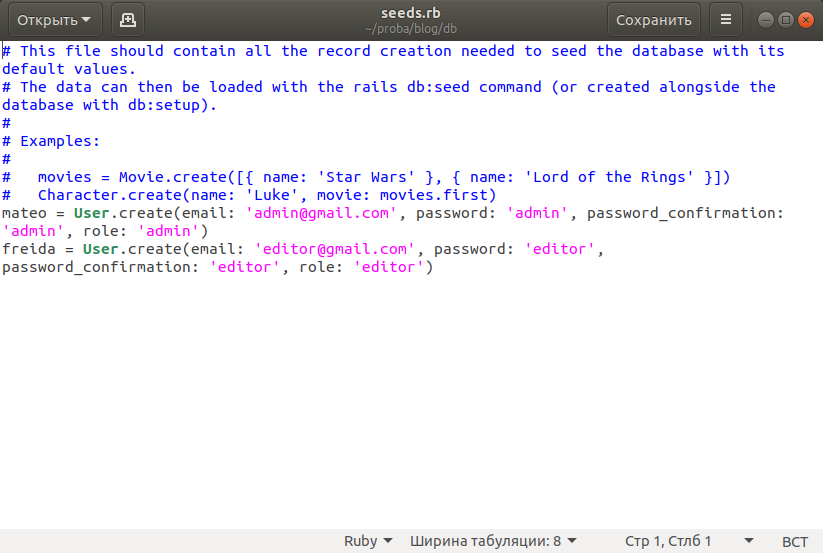 Открыть
seeds.rb
~/proba/blog/db
Сохранить
# This file should contain all the record creation needed to seed the database with its
default values.
# The data can then be loaded with the rails db:seed command (or created alongside the
database with db:setup).
#
# Examples:
#
#   movies = Movie.create([{ name: 'Star Wars' }, { name: 'Lord of the Rings' }])
#   Character.create(name: 'Luke', movie: movies.first)
mateo = User.create(email: 'admin@gmail.com', password: 'admin', password_confirmation:
'admin', role: 'admin')
freida = User.create(email: 'editor@gmail.com', password: 'editor',
password_confirmation: 'editor', role: 'editor')
Ruby Ширина табуляции: 8 Стр 1, Стлб 1 ВСТ